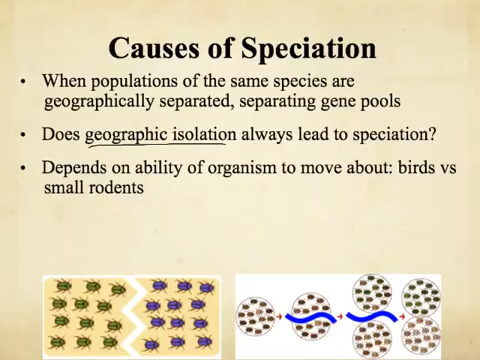 Causes of Speciation
• When populations of the same species are
geographically separated, separating gene pools
• Does geographic isolation always lead to speciation?
• Depends on ability of organism to move about: birds vs
small rodents